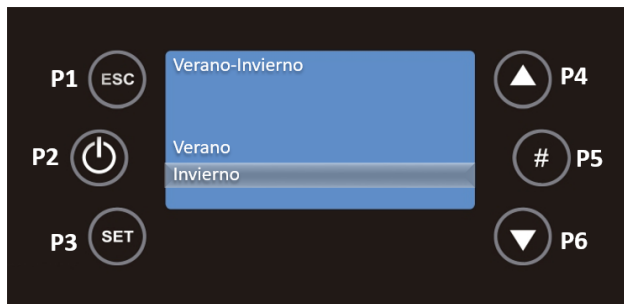 Verano-Invierno
P1 ESC
P4
P2
Verano
# P5
Invierno
P3 SET
P6